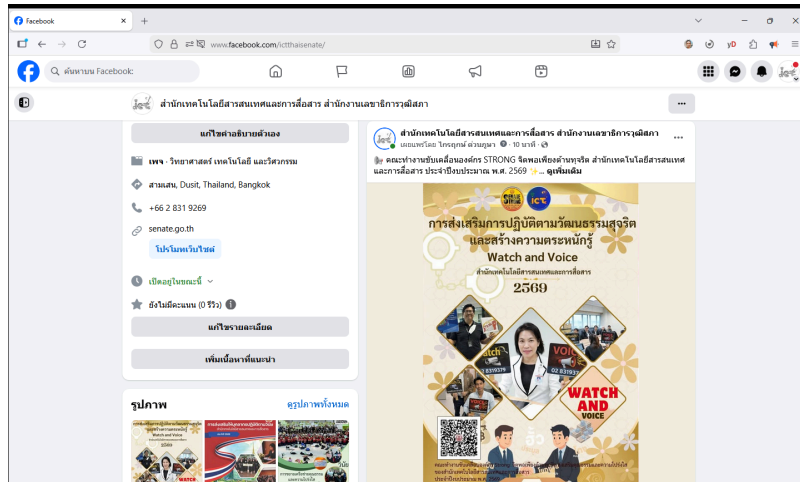 Facebook
www.facebook.com/ictthaisenate/
ค้นหาบน Facebook:
สำนักเทคโนโลยีสารสนเทศและการสื่อสาร สำนักงานเลขาธิการวุฒิสภา
แก้ไขคำอธิบายตัวเอง
เพจ · วิทยาศาสตร์ เทคโนโลยี และวิศวกรรม
สามเสน, Dusit, Thailand, Bangkok
+66 2 831 9269
senate.go.th
โปรโมทเว็บไซต์
เปิดอยู่ในขณะนี้
ยังไม่มีคะแนน (0 รีวิว)
แก้ไขรายละเอียด
เพิ่มเนื้อหาที่แนะนำ
รูปภาพ
ดูรูปภาพทั้งหมด
สำนักเทคโนโลยีสารสนเทศและการสื่อสาร สำนักงานเลขาธิการวุฒิสภา
เผยแพร่โดย ไกรฤกษ์ ด่วนภูษา · 10 นาที ·
คณะทำงานขับเคลื่อนองค์กร STRONG จิตพอเพียงต้านทุจริต สำนักเทคโนโลยีสารสนเทศ
และการสื่อสาร ประจำปีงบประมาณ พ.ศ. 2569 ... ดูเพิ่มเติม
ICT
การส่งเสริมการปฏิบัติตามวัฒนธรรมสุจริต
และสร้างความตระหนักรู้
Watch and Voice
สำนักเทคโนโลยีสารสนเทศและการสื่อสาร
2569
WATCH
AND
VOICE
ฮั้ว